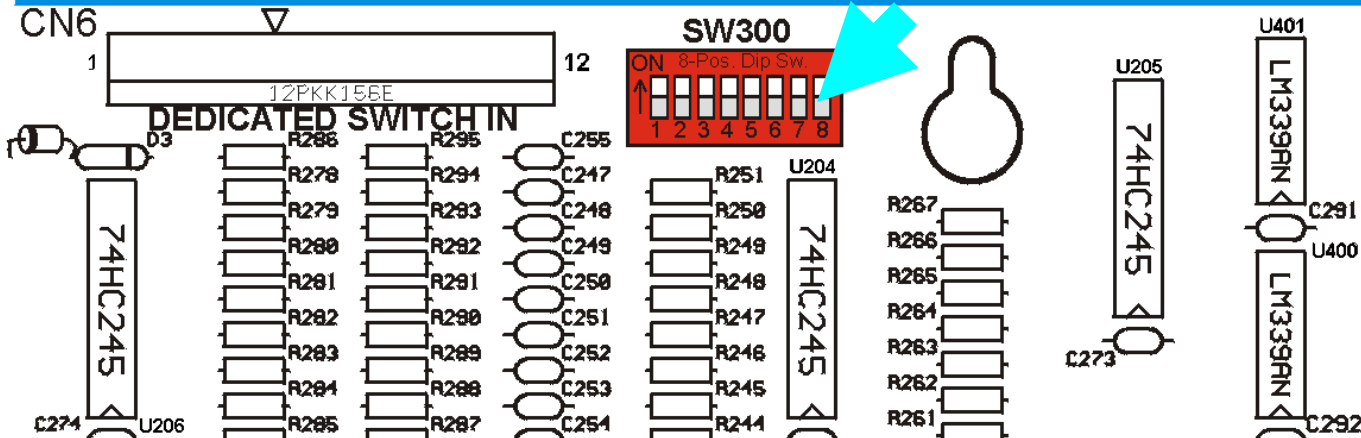 CN6
SW300
U401
1
12
ON 8-Pos. Dip Sw.
U205
12PKK156E
1 2 3 4 5 6 7 8
DEDICATED SWITCH IN
LM339AN
D3
R286
R295
C255
U204
74HC245
R278
R294
C247
R251
R279
R293
C248
R250
R267
C291
R280
R292
C249
R249
R266
U400
74HC245
74HC245
R281
R291
C250
R248
R265
R282
R290
C251
R247
R264
LM339AN
R283
R289
C252
R246
R263
C273
R284
R288
C253
R245
R262
C274
U206
R285
R287
C254
R244
R261
C292